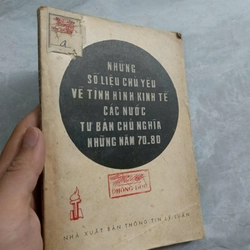 a
NHỮNG
SỐ LIỆU CHỦ YẾU
VỀ TÌNH HÌNH KINH TẾ
CÁC NƯỚC
TƯ BẢN CHỦ NGHĨA
NHỮNG NĂM 70-80
NHÀ XUẤT BẢN THÔNG TIN LÝ LUẬN